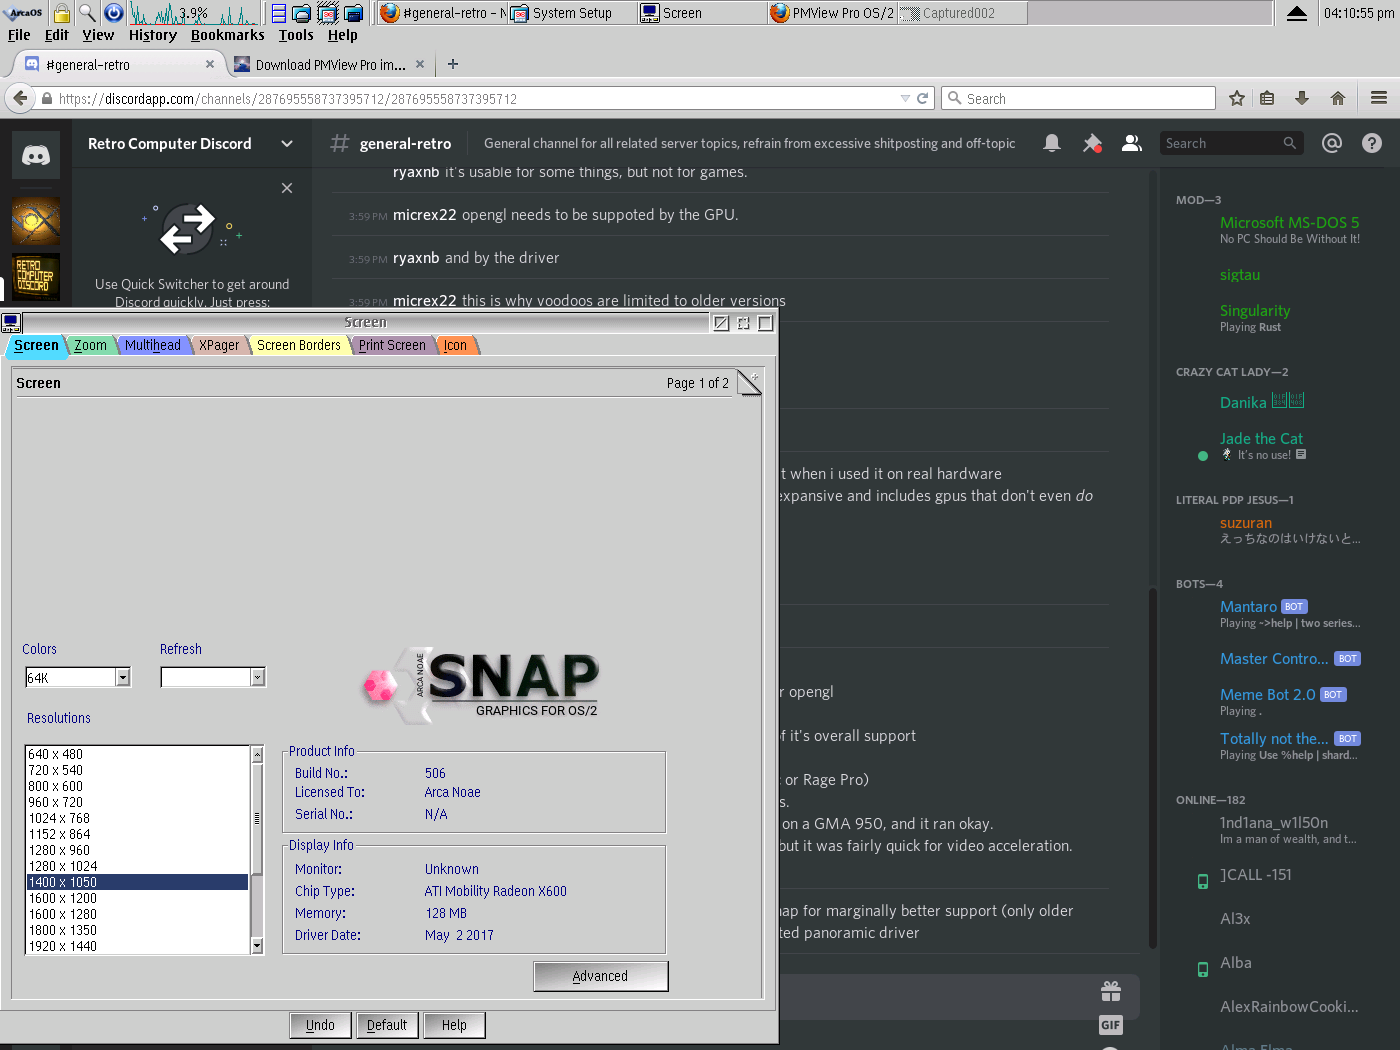 ArcaOS
3.9%
#general-retro – N
System Setup
Screen
PMView Pro OS/2
Captured002
04:10:55 pm
File Edit View History Bookmarks Tools Help
#general-retro
Download PMView Pro im...
https://discordapp.com/channels/287695558737395712/287695558737395712
Search
Retro Computer Discord
# general-retro
General channel for all related server topics, refrain from excessive shitposting and off-topic
Search
RETRO
COMPUTER
DISCORD
Use Quick Switcher to get around
Discord quickly. Just press:
ryaxnb it's usable for some things, but not for games.
3:59 PM micrex22 opengl needs to be suppoted by the GPU.
3:59 PM ryaxnb and by the driver
3:59 PM micrex22 this is why voodoos are limited to older versions
t when i used it on real hardware
expansive and includes gpus that don't even do
r opengl
f it's overall support
or Rage Pro)
s.
on a GMA 950, and it ran okay.
but it was fairly quick for video acceleration.
nap for marginally better support (only older
ted panoramic driver
GIF
Screen
Screen
Zoom
Multihead
XPager
Screen Borders
Print Screen
Icon
Screen
Page 1 of 2
Colors
Refresh
64K
Resolutions
640 x 480
720 x 540
800 x 600
960 x 720
1024 x 768
1152 x 864
1280 x 960
1280 x 1024
1400 x 1050
1600 x 1200
1600 x 1280
1800 x 1350
1920 x 1440
ARCA NOAE
SNAP
GRAPHICS FOR OS/2
Product Info
Build No.: 506
Licensed To: Arca Noae
Serial No.: N/A
Display Info
Monitor: Unknown
Chip Type: ATI Mobility Radeon X600
Memory: 128 MB
Driver Date: May 2 2017
Advanced
Undo
Default
Help
MOD—3
Microsoft MS-DOS 5
No PC Should Be Without It!
sigtau
Singularity
Playing Rust
CRAZY CAT LADY—2
Danika
Jade the Cat
It's no use!
LITERAL PDP JESUS—1
suzuran
えっちなのはいけないと...
BOTS—4
Mantaro BOT
Playing ->help | two series...
Master Contro... BOT
Meme Bot 2.0 BOT
Playing .
Totally not the... BOT
Playing Use %help | shard...
ONLINE—182
1nd1ana_w1l50n
Im a man of wealth, and t...
]CALL -151
Al3x
Alba
AlexRainbowCooki...